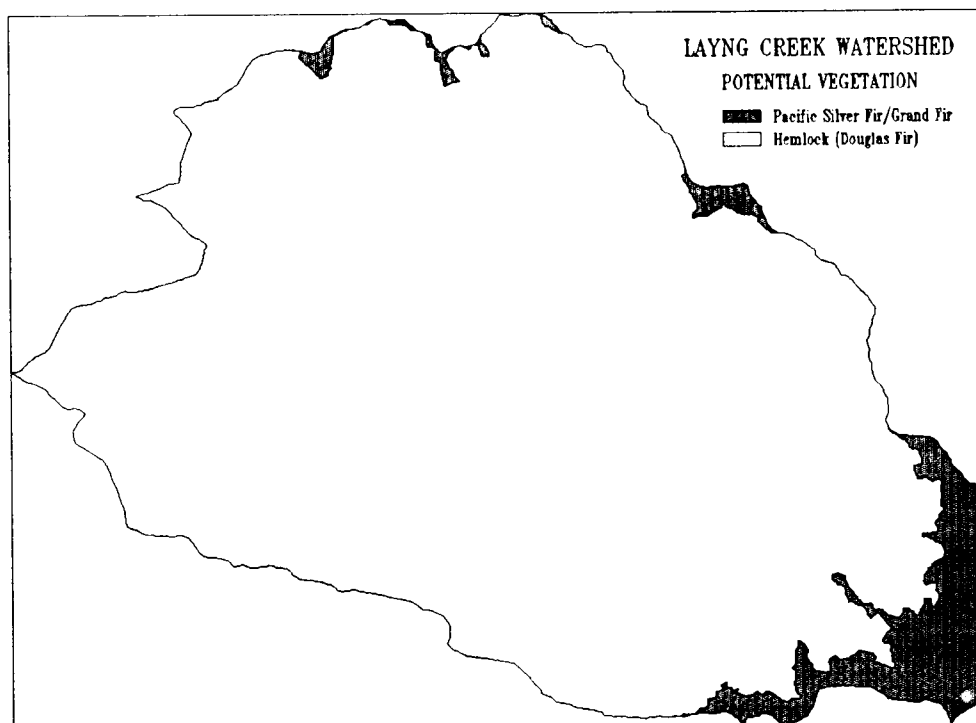 LAYNG CREEK WATERSHED
POTENTIAL VEGETATION
Pacific Silver Fir/Grand Fir
Hemlock (Douglas Fir)